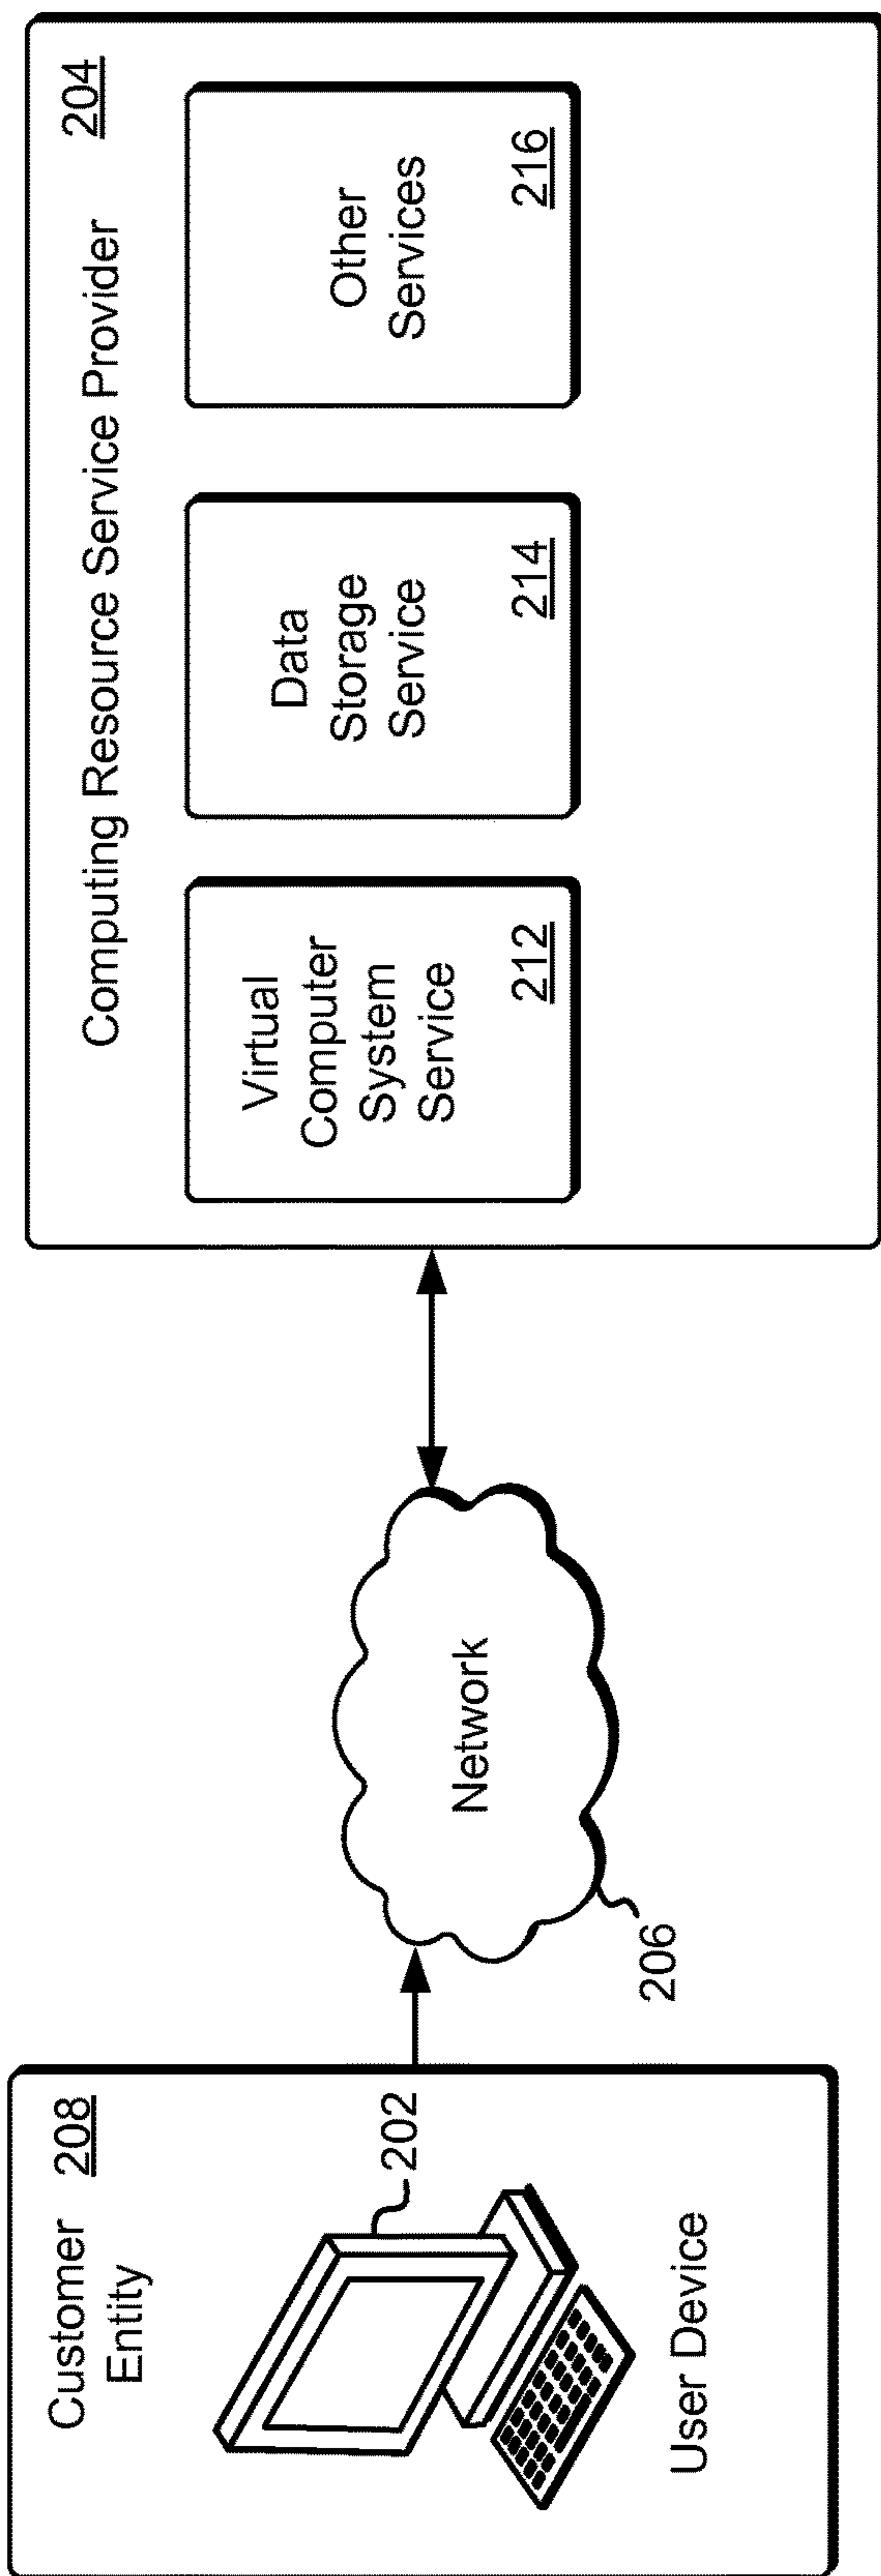 Customer
Entity
208
202
User Device
Network
206
Computing Resource Service Provider
204
Virtual
Computer
System
Service
212
Data
Storage
Service
214
Other
Services
216